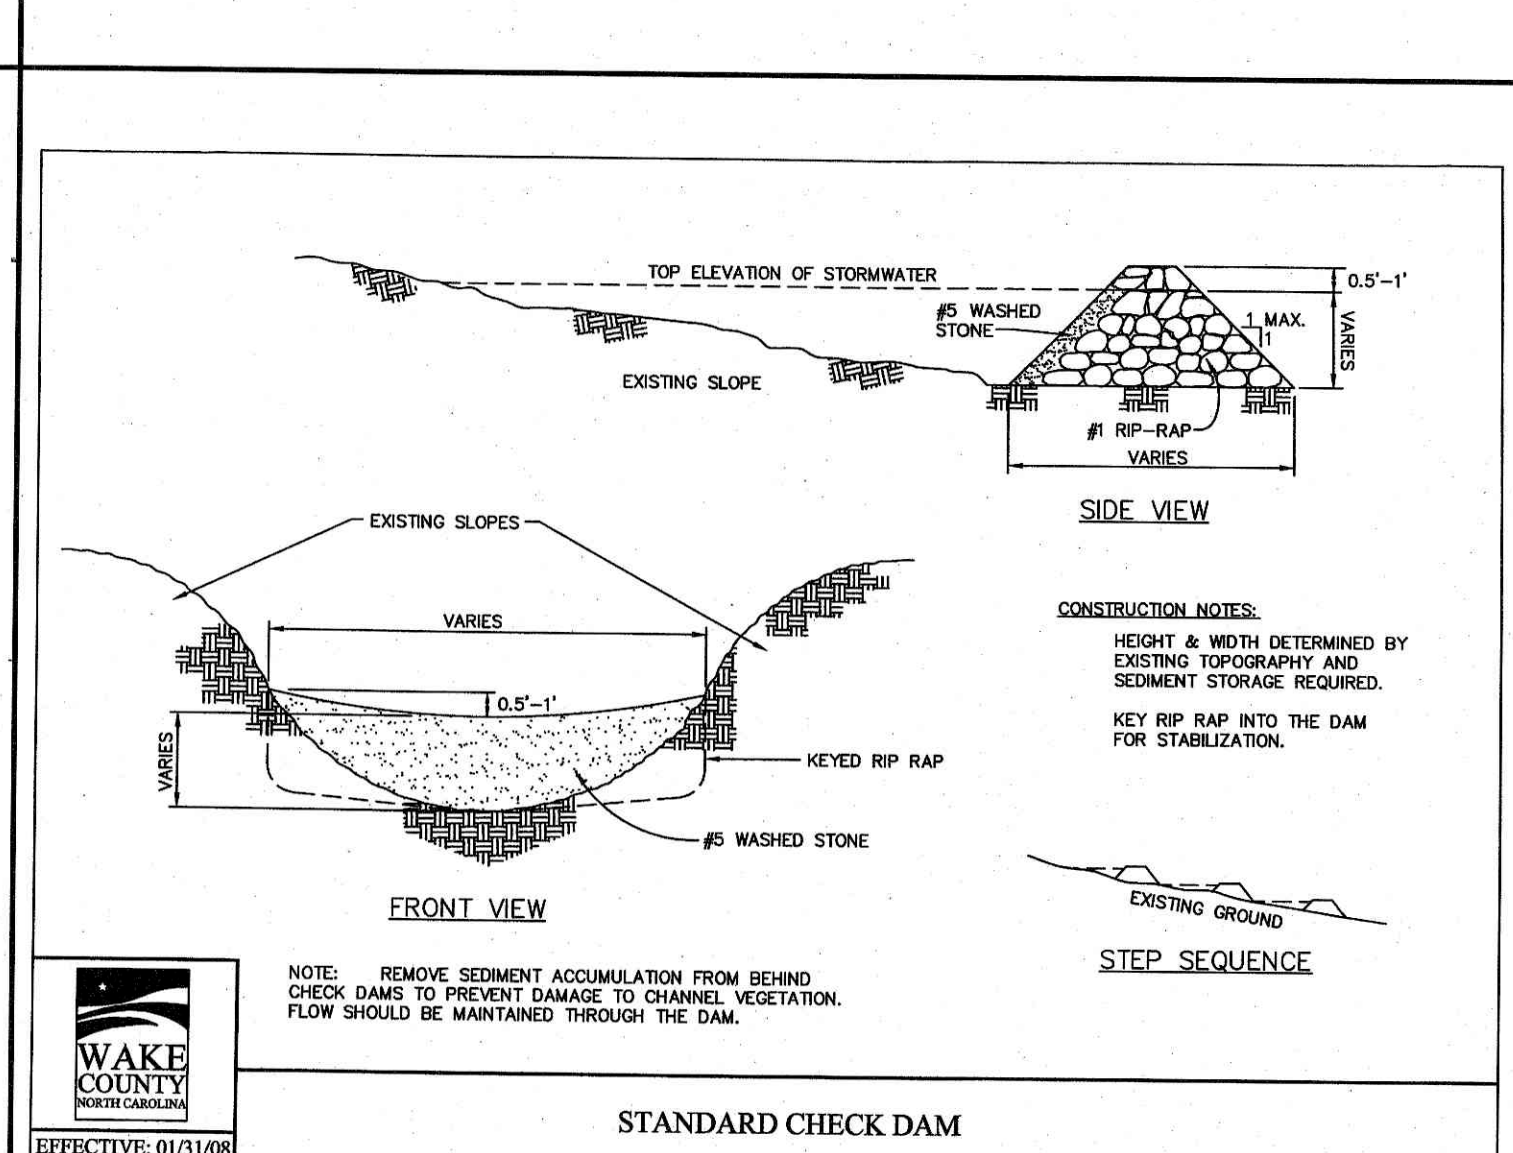 TOP ELEVATION OF STORMWATER
0.5'-1'
#5 WASHED
STONE
1 MAX.
1
VARIES
EXISTING SLOPE
#1 RIP-RAP
VARIES
SIDE VIEW
EXISTING SLOPES
VARIES
0.5'-1'
VARIES
KEYED RIP RAP
#5 WASHED STONE
FRONT VIEW
CONSTRUCTION NOTES:
HEIGHT & WIDTH DETERMINED BY
EXISTING TOPOGRAPHY AND
SEDIMENT STORAGE REQUIRED.
KEY RIP RAP INTO THE DAM
FOR STABILIZATION.
EXISTING GROUND
STEP SEQUENCE
NOTE: REMOVE SEDIMENT ACCUMULATION FROM BEHIND
CHECK DAMS TO PREVENT DAMAGE TO CHANNEL VEGETATION.
FLOW SHOULD BE MAINTAINED THROUGH THE DAM.
WAKE
COUNTY
NORTH CAROLINA
EFFECTIVE: 01/31/08
STANDARD CHECK DAM